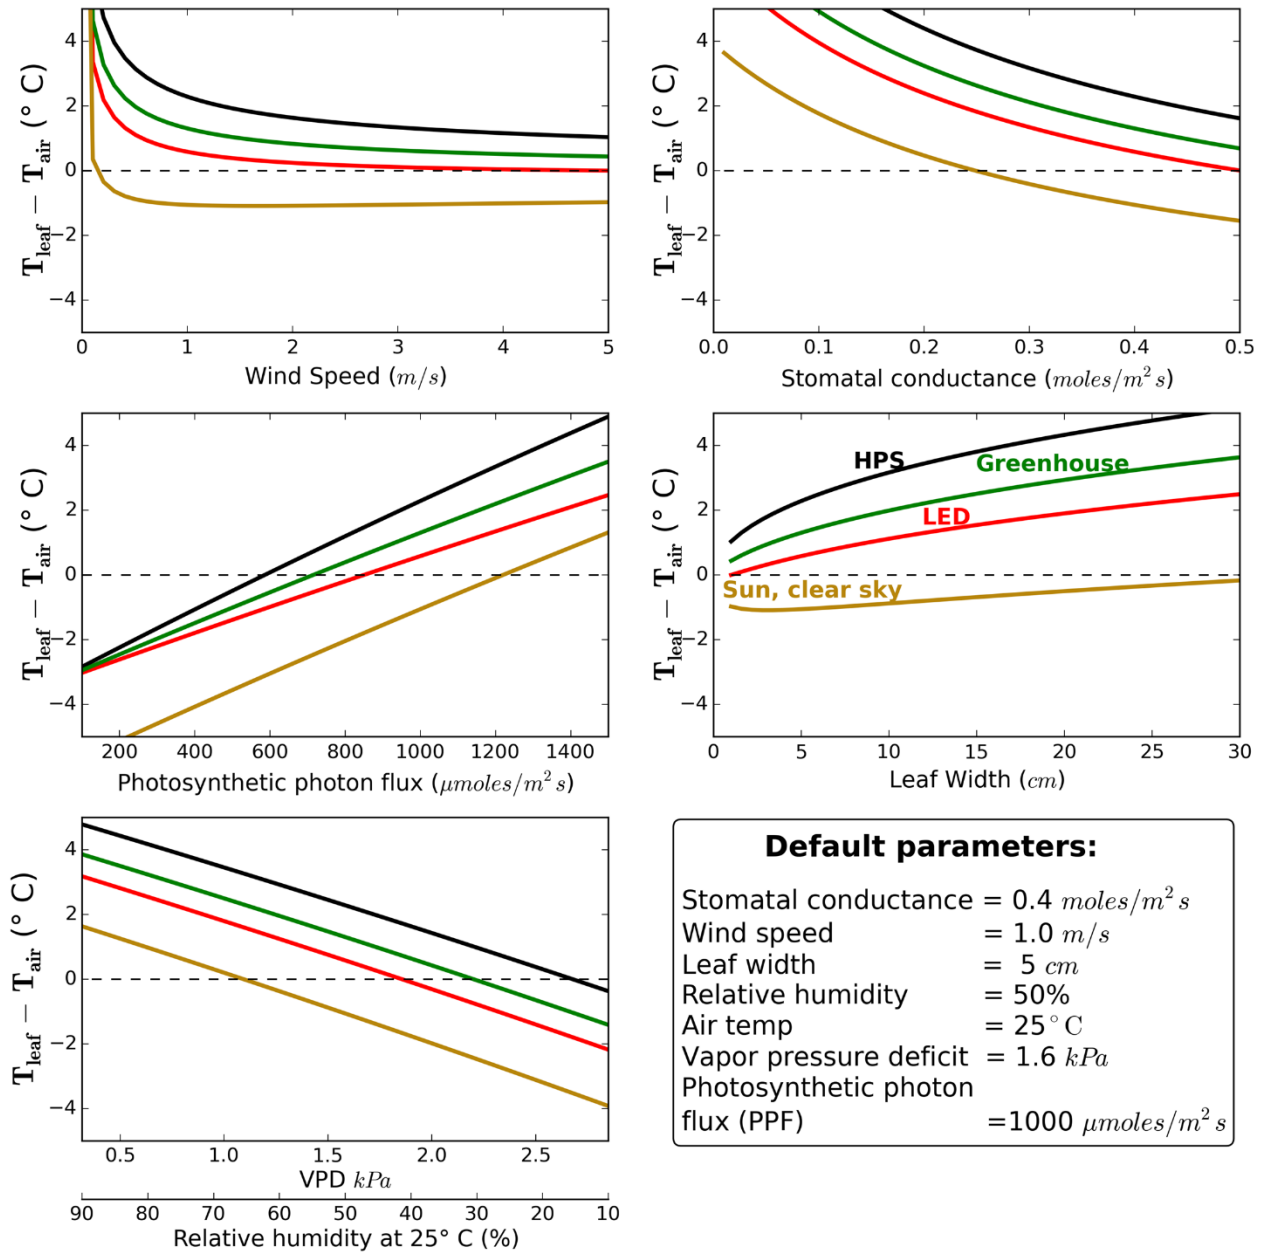 4
2
0
−2
−4
T_leaf − T_air (° C)
0 1 2 3 4 5
Wind Speed (m/s)
4
2
0
−2
−4
T_leaf − T_air (° C)
0.0 0.1 0.2 0.3 0.4 0.5
Stomatal conductance (moles/m² s)
4
2
0
−2
−4
T_leaf − T_air (° C)
200 400 600 800 1000 1200 1400
Photosynthetic photon flux (μmoles/m² s)
4
2
0
−2
−4
T_leaf − T_air (° C)
HPS
Greenhouse
LED
Sun, clear sky
0 5 10 15 20 25 30
Leaf Width (cm)
4
2
0
−2
−4
T_leaf − T_air (° C)
0.5 1.0 1.5 2.0 2.5
VPD kPa
90 80 70 60 50 40 30 20 10
Relative humidity at 25° C (%)
Default parameters:
Stomatal conductance = 0.4 moles/m² s
Wind speed = 1.0 m/s
Leaf width = 5 cm
Relative humidity = 50%
Air temp = 25° C
Vapor pressure deficit = 1.6 kPa
Photosynthetic photon
flux (PPF) =1000 μmoles/m² s